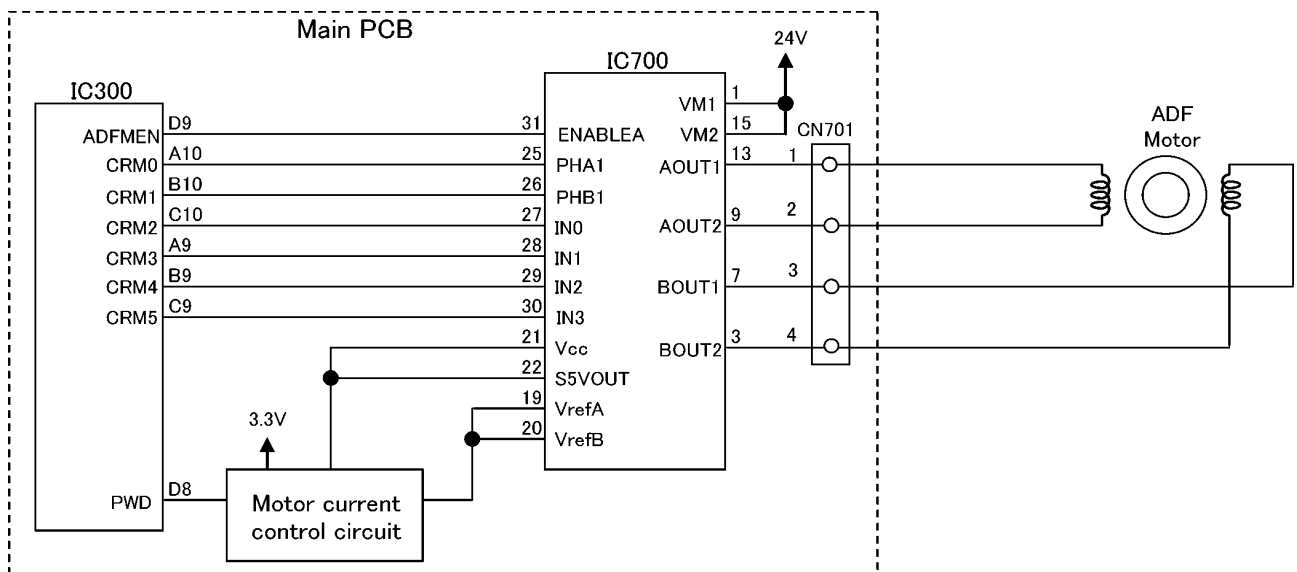 Main PCB
24V
IC700
IC300
ADFMEN D9 31 ENABLEA
CRM0 A10 25 PHA1
CRM1 B10 26 PHB1
CRM2 C10 27 IN0
CRM3 A9 28 IN1
CRM4 B9 29 IN2
CRM5 C9 30 IN3
21 Vcc
22 S5VOUT
19 VrefA
20 VrefB
VM1 1
VM2 15
AOUT1 13
AOUT2 9
BOUT1 7
BOUT2 3
CN701
1
2
3
4
ADF
Motor
3.3V
PWD D8
Motor current
control circuit